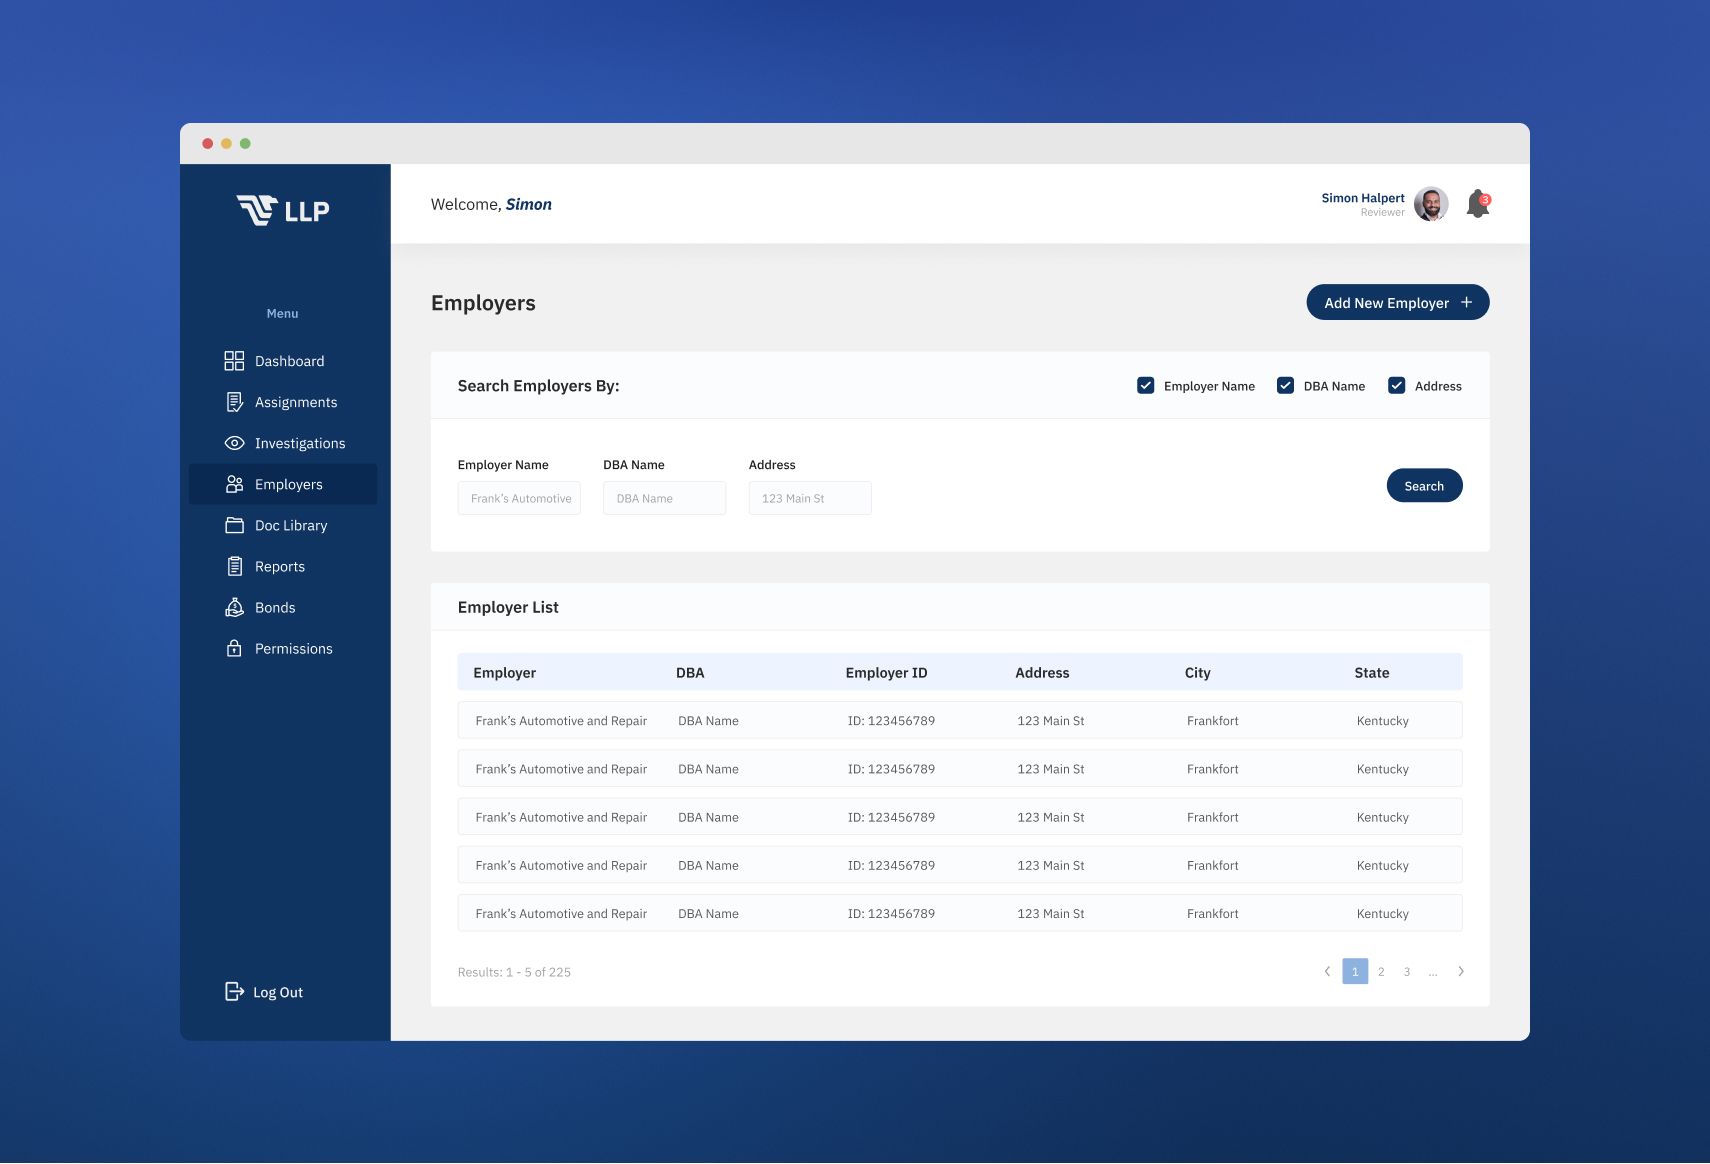 LLP
Welcome, Simon
Simon Halpert
Reviewer
3
Menu
Dashboard
Assignments
Investigations
Employers
Doc Library
Reports
Bonds
Permissions
Log Out
Employers
Add New Employer +
Search Employers By:
Employer Name
DBA Name
Address
Employer Name
DBA Name
Address
Frank's Automotive
DBA Name
123 Main St
Search
Employer List
Employer DBA Employer ID Address City State
Frank’s Automotive and Repair DBA Name ID: 123456789 123 Main St Frankfort Kentucky
Frank’s Automotive and Repair DBA Name ID: 123456789 123 Main St Frankfort Kentucky
Frank’s Automotive and Repair DBA Name ID: 123456789 123 Main St Frankfort Kentucky
Frank’s Automotive and Repair DBA Name ID: 123456789 123 Main St Frankfort Kentucky
Frank’s Automotive and Repair DBA Name ID: 123456789 123 Main St Frankfort Kentucky
Results: 1 - 5 of 225
1 2 3 ...